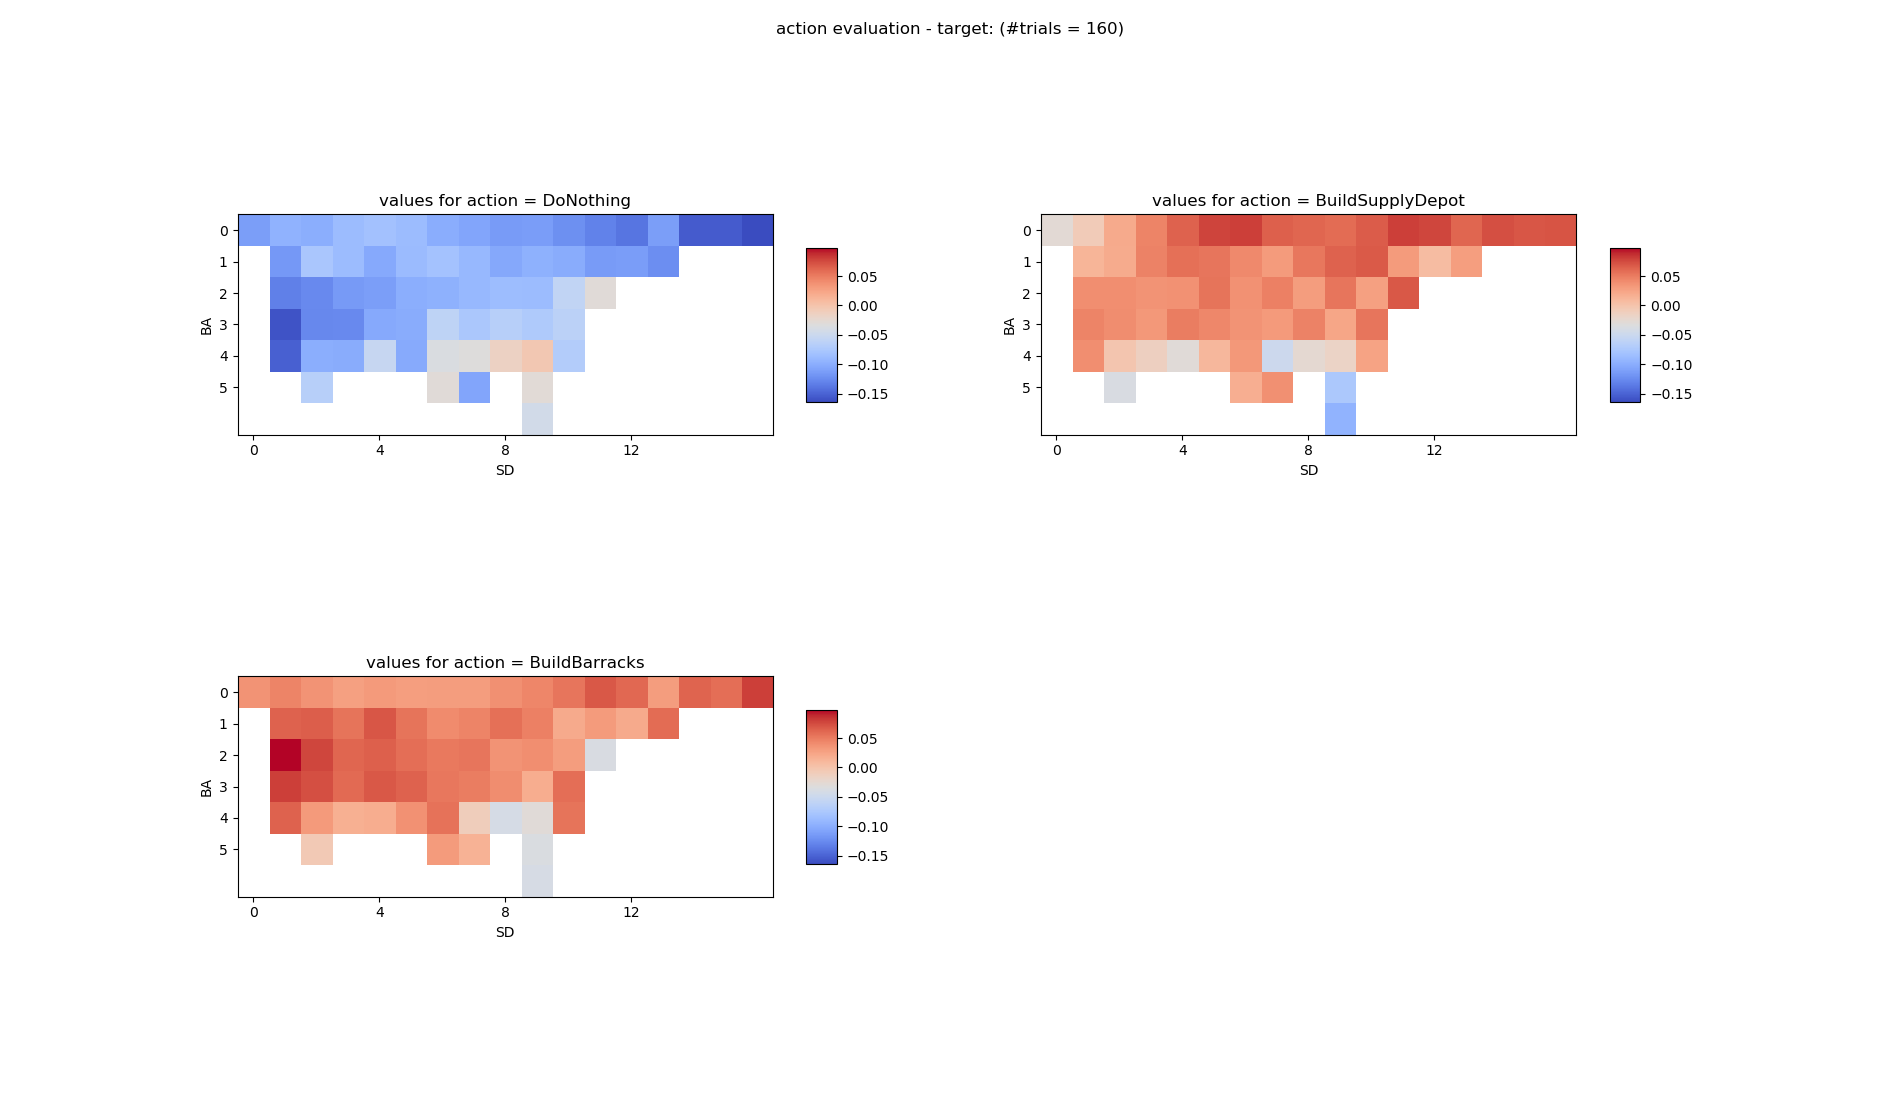 action evaluation - target: (#trials = 160)
values for action = DoNothing
0
1
2
3
4
5
BA
0 4 8 12
SD
0.05
0.00
−0.05
−0.10
−0.15
values for action = BuildSupplyDepot
0
1
2
3
4
5
BA
0 4 8 12
SD
0.05
0.00
−0.05
−0.10
−0.15
values for action = BuildBarracks
0
1
2
3
4
5
BA
0 4 8 12
SD
0.05
0.00
−0.05
−0.10
−0.15